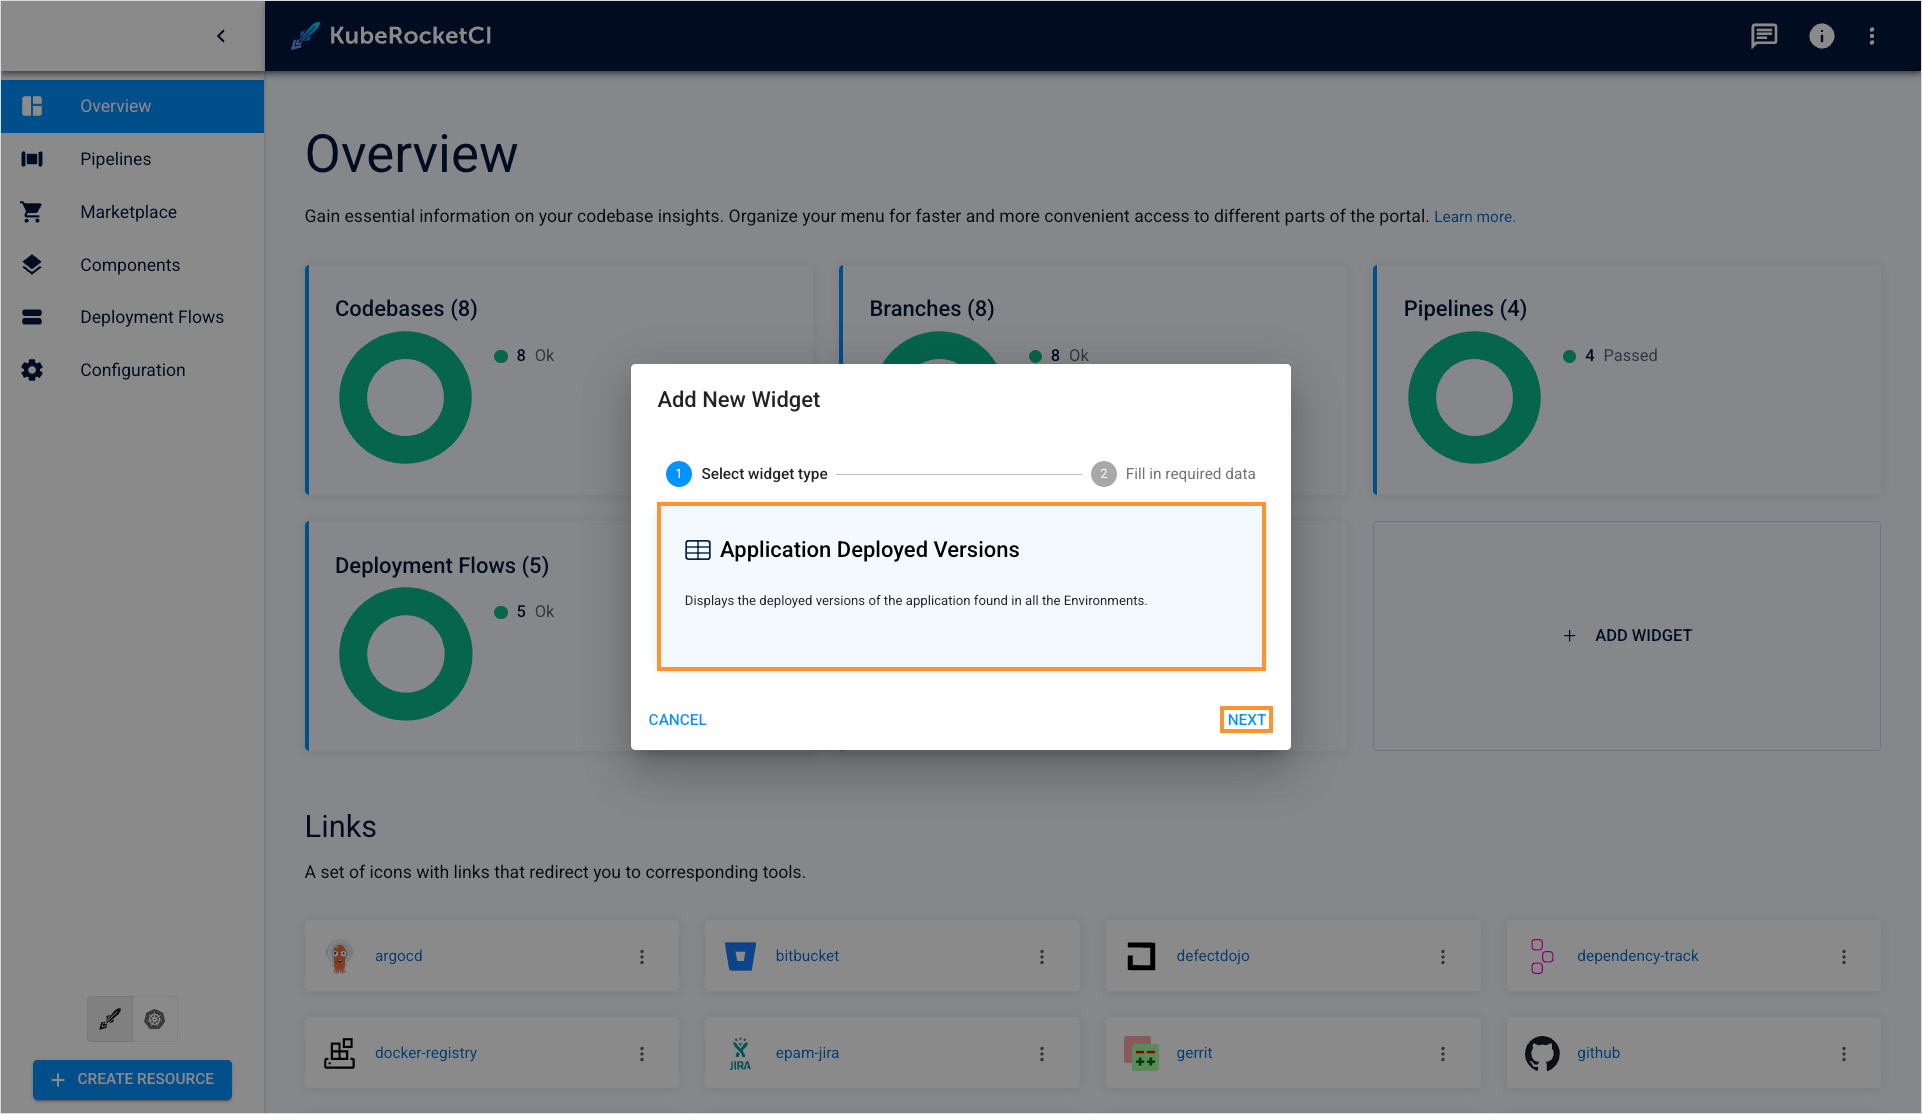 KubeRocketCI
Overview
Pipelines
Marketplace
Components
Deployment Flows
Configuration
CREATE RESOURCE
Overview
Gain essential information on your codebase insights. Organize your menu for faster and more convenient access to different parts of the portal. Learn more.
Codebases (8)
8 Ok
Branches (8)
8 Ok
Pipelines (4)
4 Passed
Deployment Flows (5)
5 Ok
ADD WIDGET
Add New Widget
1 Select widget type
2 Fill in required data
Application Deployed Versions
Displays the deployed versions of the application found in all the Environments.
CANCEL
NEXT
Links
A set of icons with links that redirect you to corresponding tools.
argocd
bitbucket
defectdojo
dependency-track
docker-registry
JIRA
epam-jira
gerrit
github